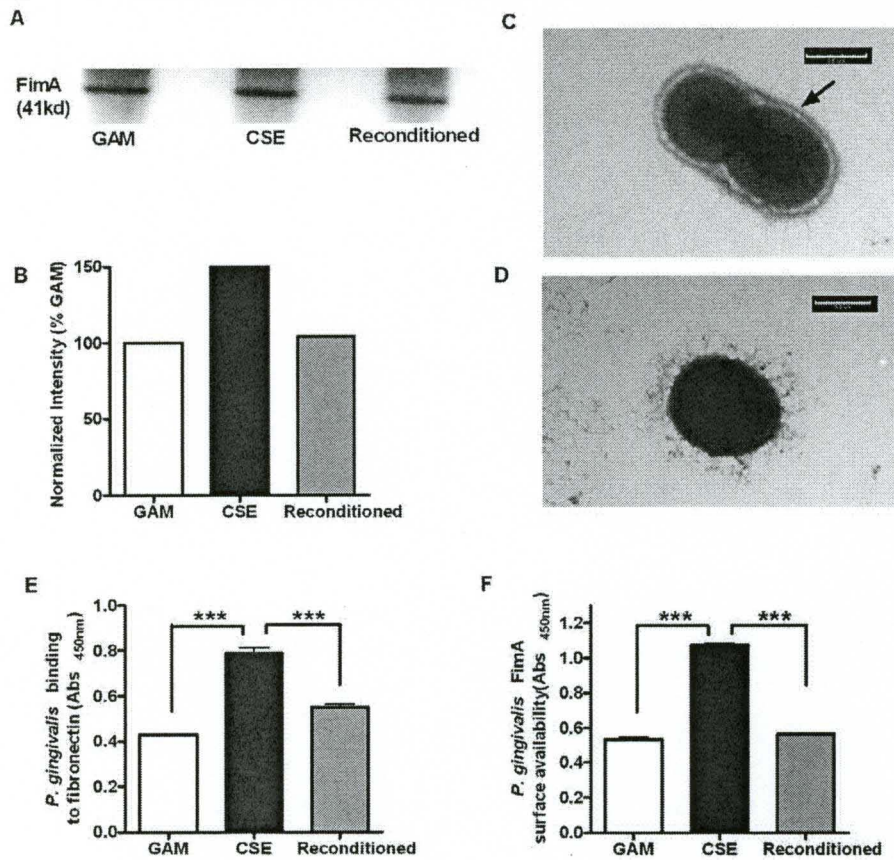 A
FimA
(41kd)
GAM CSE Reconditioned
B
Normalized Intensity (% GAM)
150
100
50
0
GAM CSE Reconditioned
C
D
E
P. gingivalis binding
to fibronectin (Abs 450nm)
1.0
0.8
0.6
0.4
0.2
0.0
*** ***
GAM CSE Reconditioned
F
P. gingivalis FimA
surface availability(Abs 450nm)
1.2
1.0
0.8
0.6
0.4
0.2
0.0
*** ***
GAM CSE Reconditioned